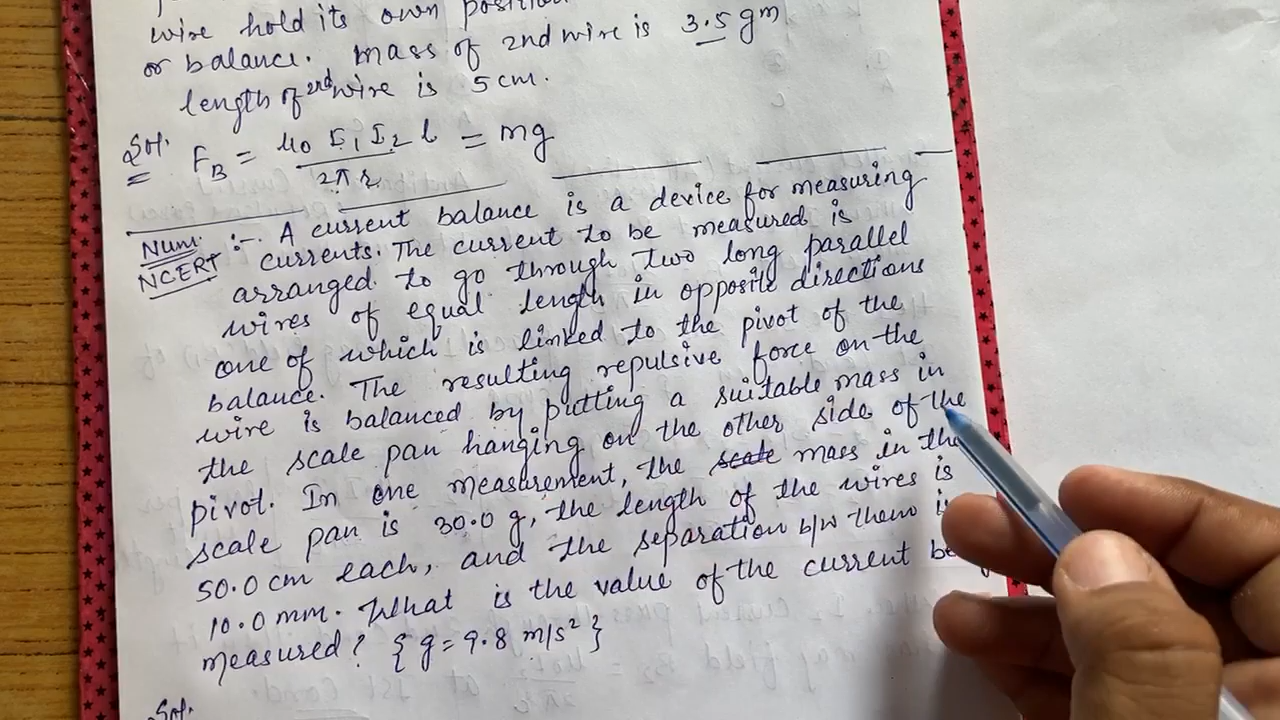 wire hold its own position
or balance. mass of 2nd wire is 3.5 gm
length of 2nd wire is 5 cm.
Sol. F_B = μ0 I1 I2 l / 2π r = mg
Num. NCERT :- A current balance is a device for measuring
currents. The current to be measured is
arranged to go through two long parallel
wires of equal length in opposite directions
one of which is linked to the pivot of the
balance. The resulting repulsive force on the
wire is balanced by putting a suitable mass in
the scale pan hanging on the other side of the
pivot. In one measurement, the scale mass in the
scale pan is 30.0 g, the length of the wires is
50.0 cm each, and the separation b/w them
10.0 mm. What is the value of the current
measured? { g = 9.8 m/s² }
Sol.